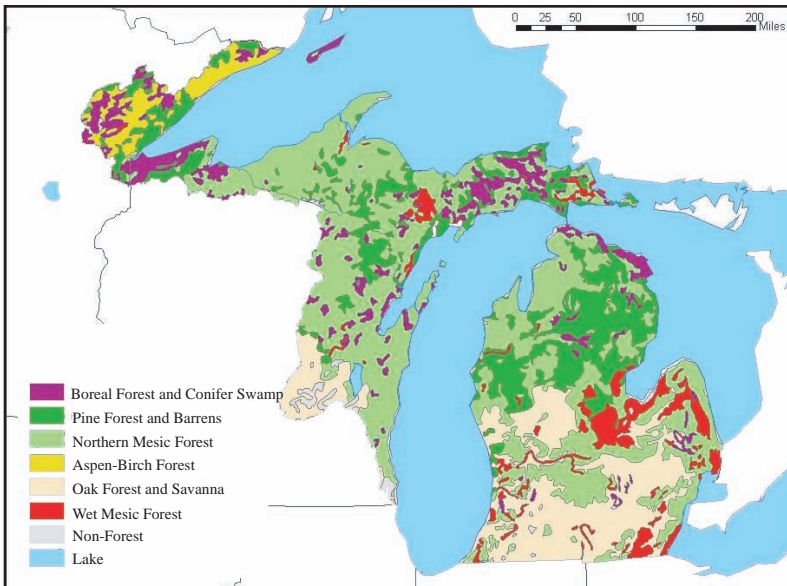 0 25 50 100 150 200
Miles
Boreal Forest and Conifer Swamp
Pine Forest and Barrens
Northern Mesic Forest
Aspen-Birch Forest
Oak Forest and Savanna
Wet Mesic Forest
Non-Forest
Lake